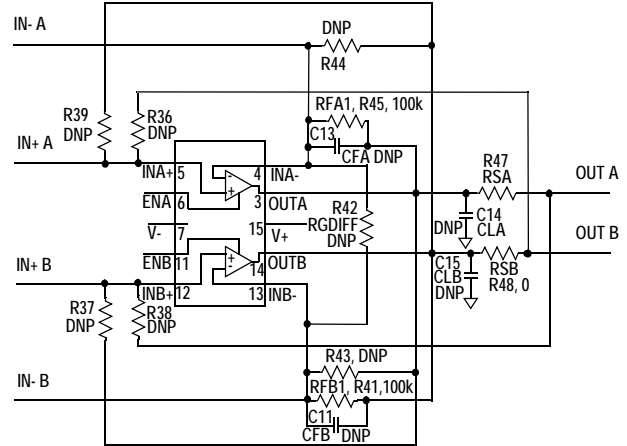 IN- A
DNP
R44
R39
DNP
R36
DNP
RFA1, R45, 100k
C13
CFA DNP
IN+ A
INA+ 5
4 INA-
ENA 6
3 OUTA
V- 7
15 V+
ENB 11
14 OUTB
INB+ 12
13 INB-
R42
RGDIFF
DNP
R47
RSA
OUT A
DNP
C14
CLA
OUT B
C15
CLB
DNP
RSB
R48, 0
IN+ B
R37
DNP
R38
DNP
IN- B
R43, DNP
RFB1, R41,100k
C11
CFB DNP